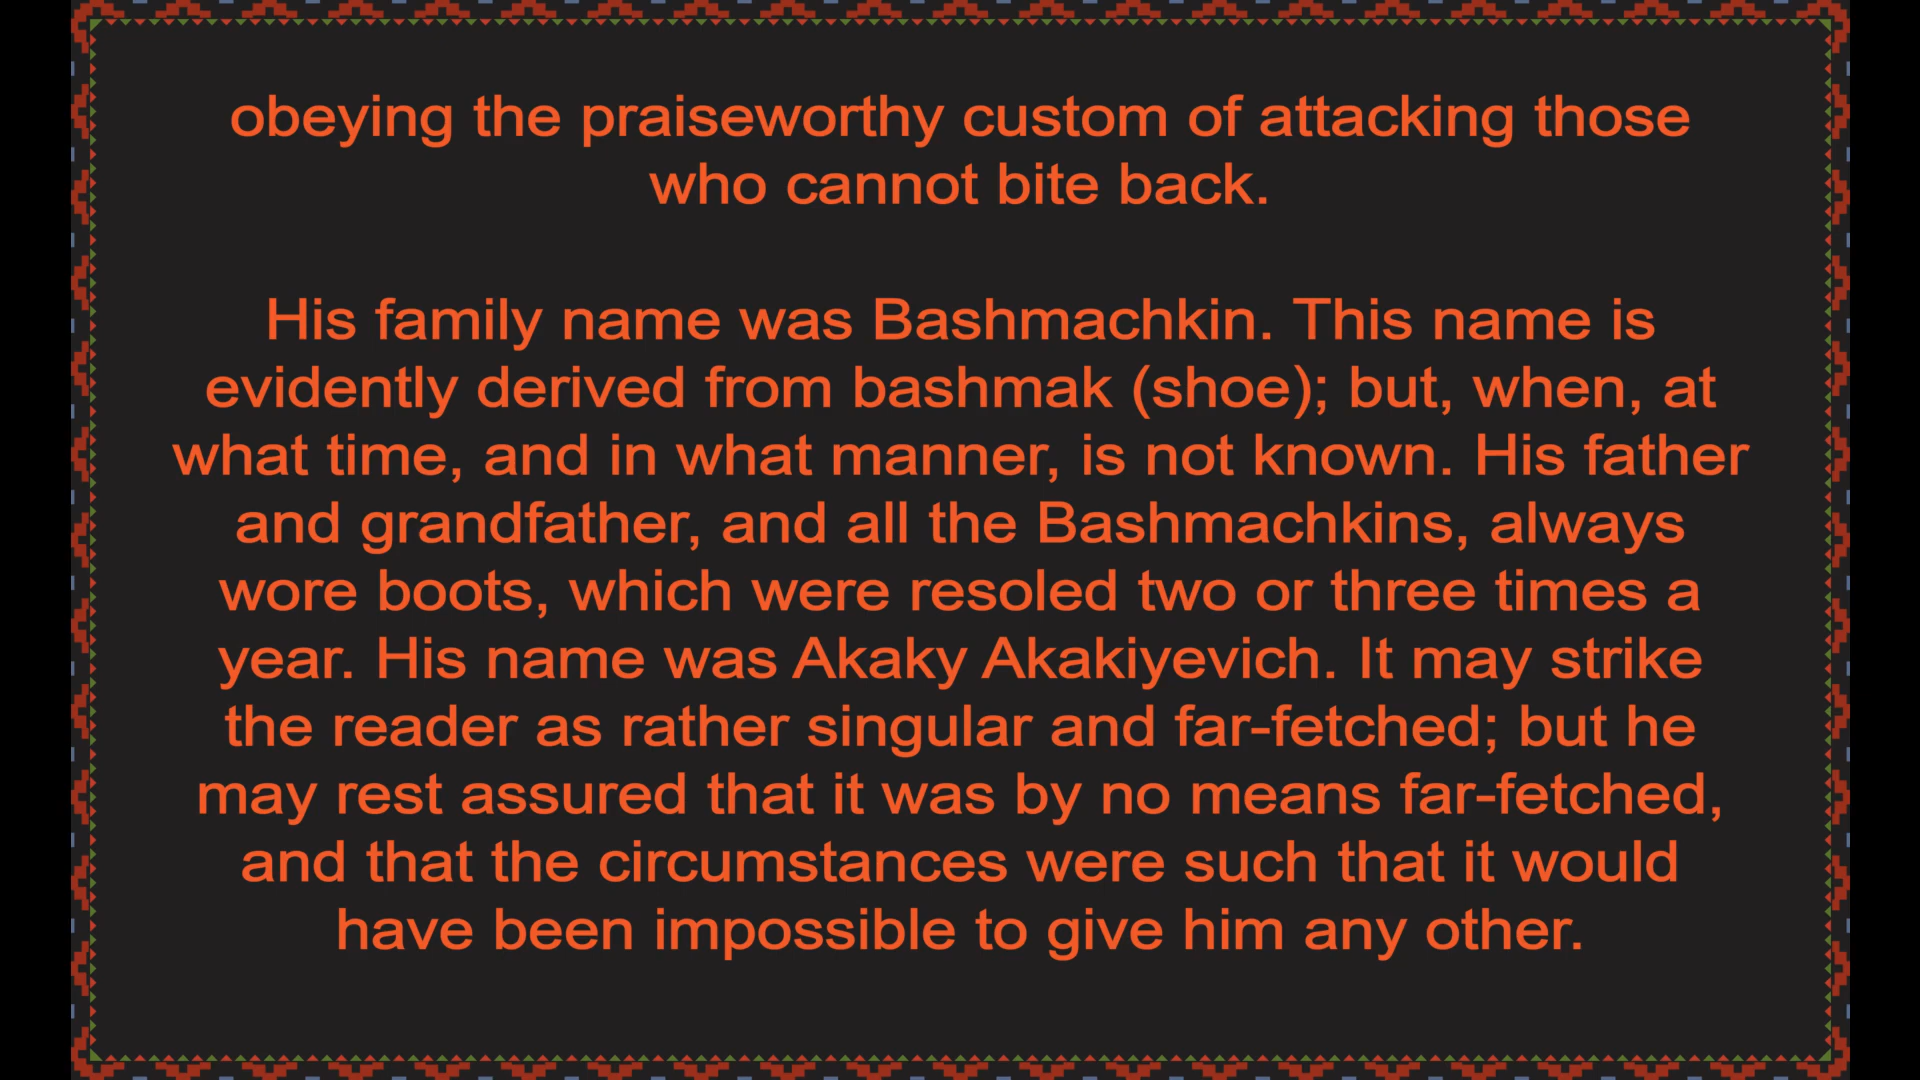 obeying the praiseworthy custom of attacking those
who cannot bite back.
His family name was Bashmachkin. This name is
evidently derived from bashmak (shoe); but, when, at
what time, and in what manner, is not known. His father
and grandfather, and all the Bashmachkins, always
wore boots, which were resoled two or three times a
year. His name was Akaky Akakiyevich. It may strike
the reader as rather singular and far-fetched; but he
may rest assured that it was by no means far-fetched,
and that the circumstances were such that it would
have been impossible to give him any other.